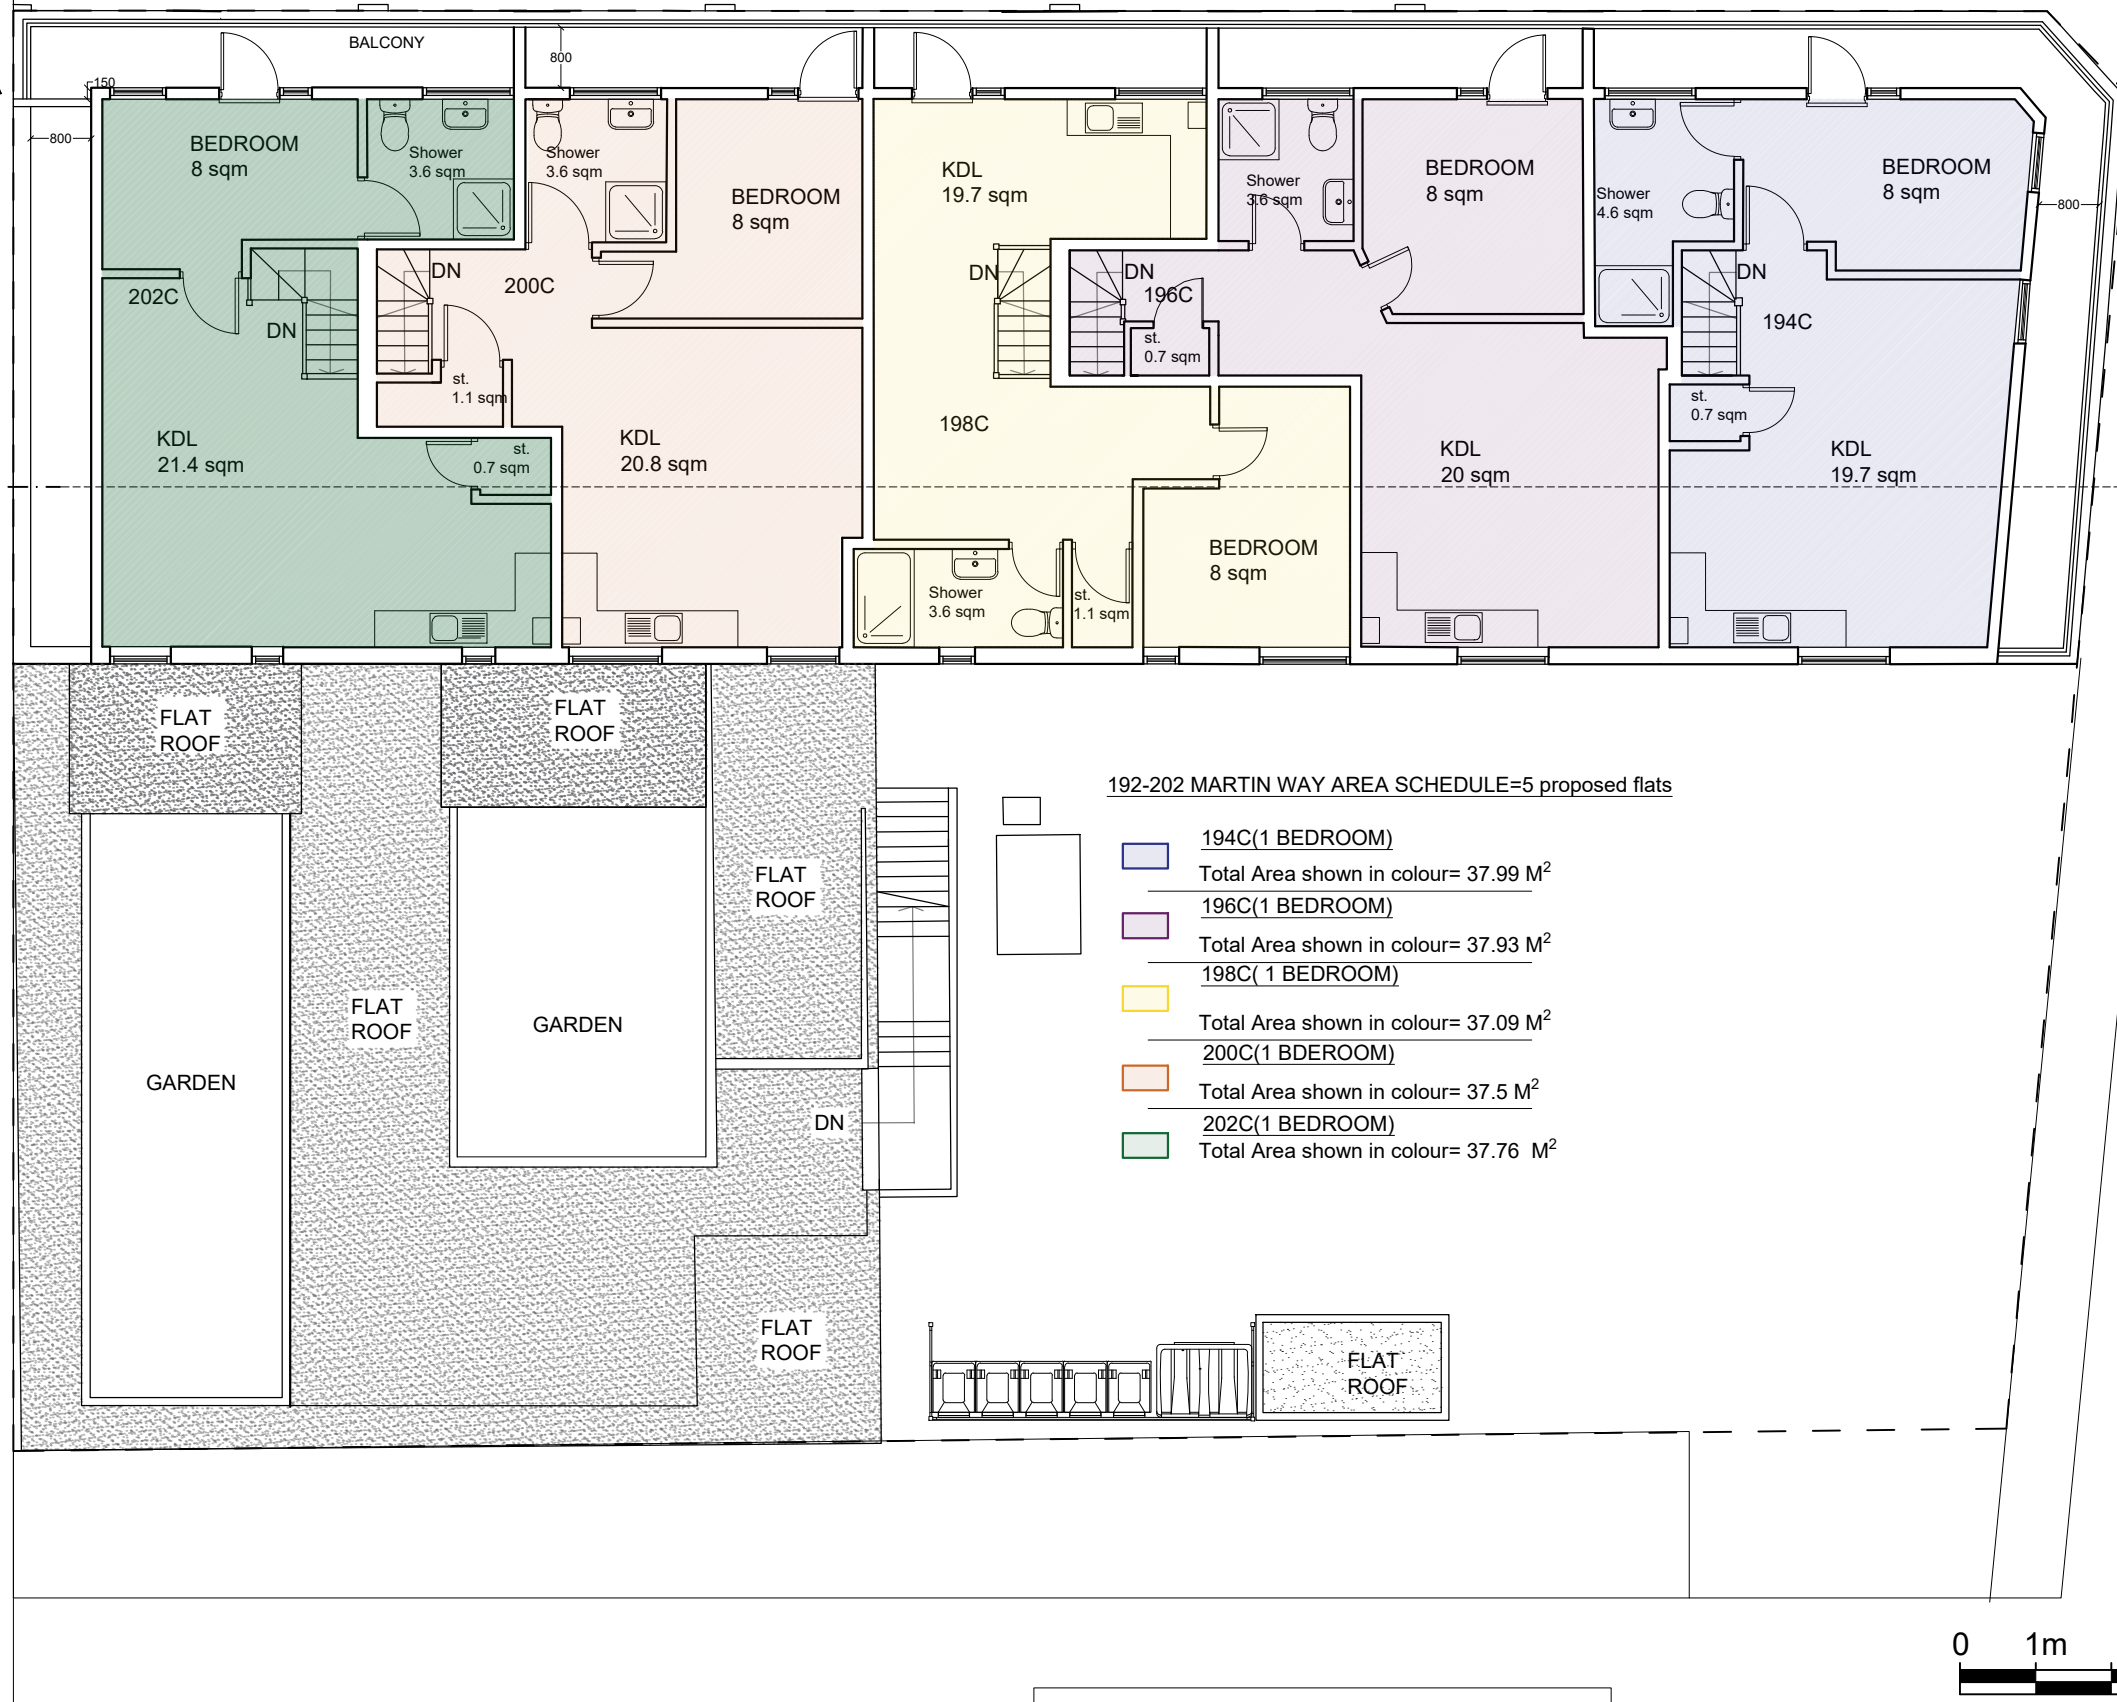 BALCONY
800
150
800
BEDROOM
8 sqm
Shower
3.6 sqm
202C
DN
KDL
21.4 sqm
st.
0.7 sqm
Shower
3.6 sqm
BEDROOM
8 sqm
DN
200C
st.
1.1 sqm
KDL
20.8 sqm
KDL
19.7 sqm
DN
198C
BEDROOM
8 sqm
Shower
3.6 sqm
st.
1.1 sqm
Shower
3.6 sqm
BEDROOM
8 sqm
DN
196C
st.
0.7 sqm
KDL
20 sqm
Shower
4.6 sqm
BEDROOM
8 sqm
800
DN
194C
st.
0.7 sqm
KDL
19.7 sqm
FLAT
ROOF
FLAT
ROOF
FLAT
ROOF
FLAT
ROOF
GARDEN
GARDEN
DN
FLAT
ROOF
FLAT
ROOF
192-202 MARTIN WAY AREA SCHEDULE=5 proposed flats
194C(1 BEDROOM)
Total Area shown in colour= 37.99 M²
196C(1 BEDROOM)
Total Area shown in colour= 37.93 M²
198C( 1 BEDROOM)
Total Area shown in colour= 37.09 M²
200C(1 BDEROOM)
Total Area shown in colour= 37.5 M²
202C(1 BEDROOM)
Total Area shown in colour= 37.76 M²
0 1m